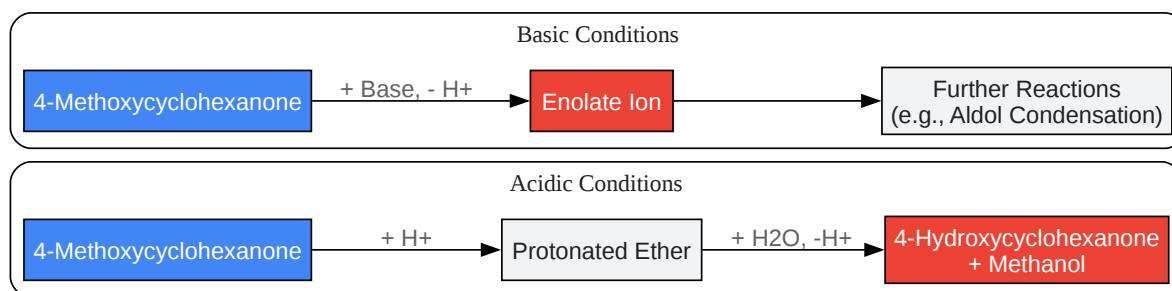 Basic Conditions
4-Methoxycyclohexanone
+ Base, - H+
Enolate Ion
Further Reactions
(e.g., Aldol Condensation)
Acidic Conditions
4-Methoxycyclohexanone
+ H+
Protonated Ether
+ H2O, -H+
4-Hydroxycyclohexanone
+ Methanol